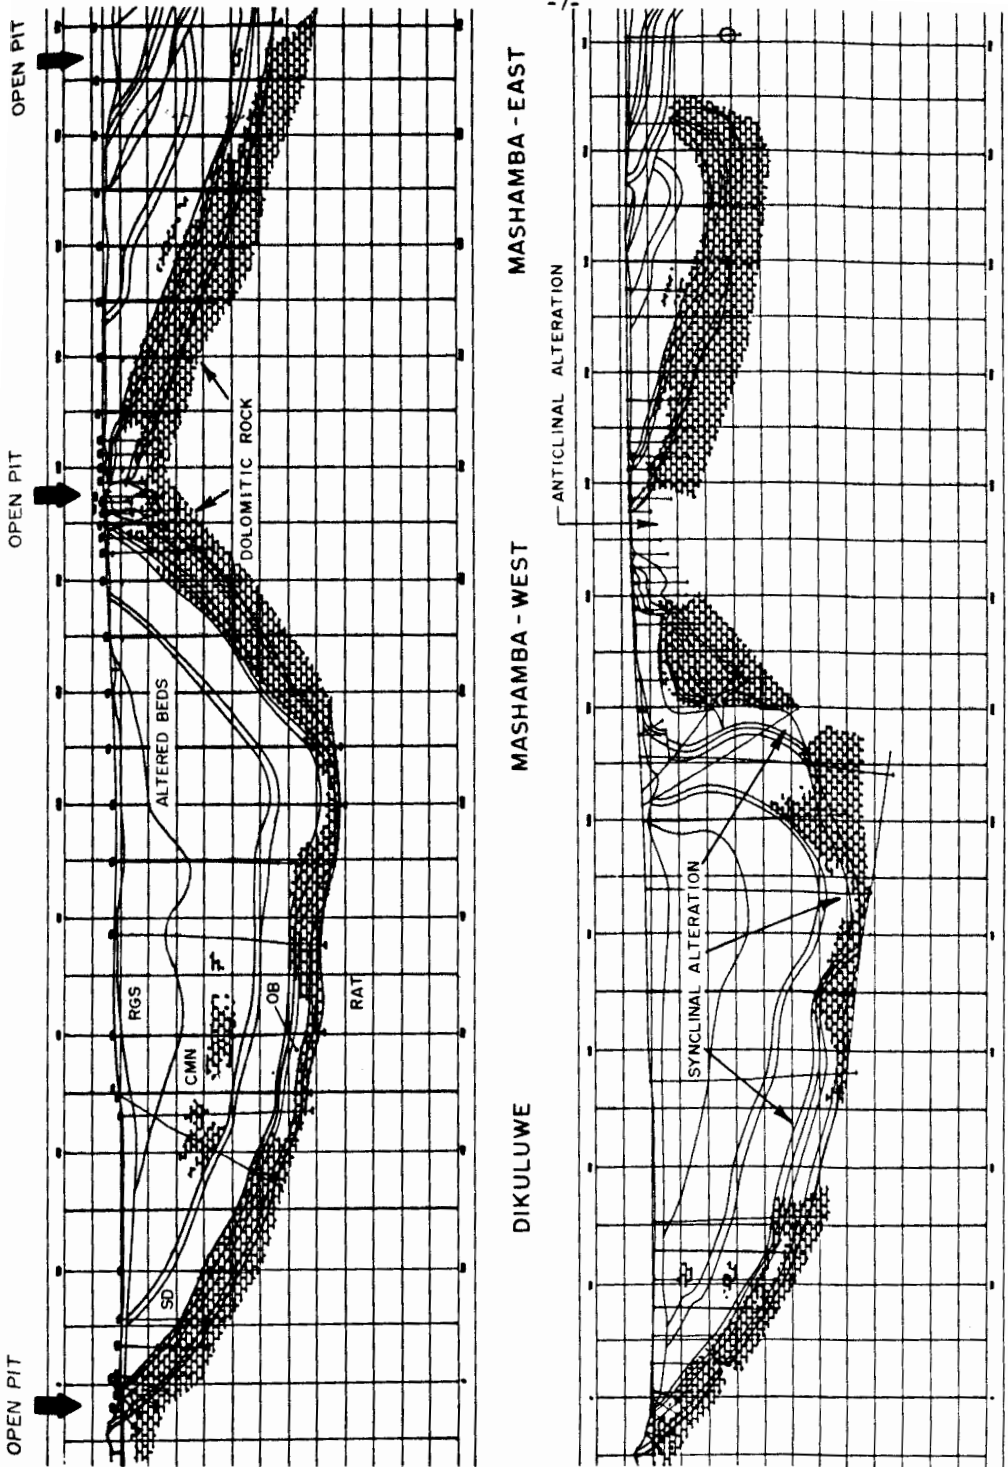 -7-
OPEN PIT
OPEN PIT
OPEN PIT
RGS
ALTERED BEDS
CMN
SD
OB
RAT
DOLOMITIC ROCK
DIKULUWE
MASHAMBA-WEST
MASHAMBA-EAST
ANTICLINAL ALTERATION
SYNCLINAL ALTERATION